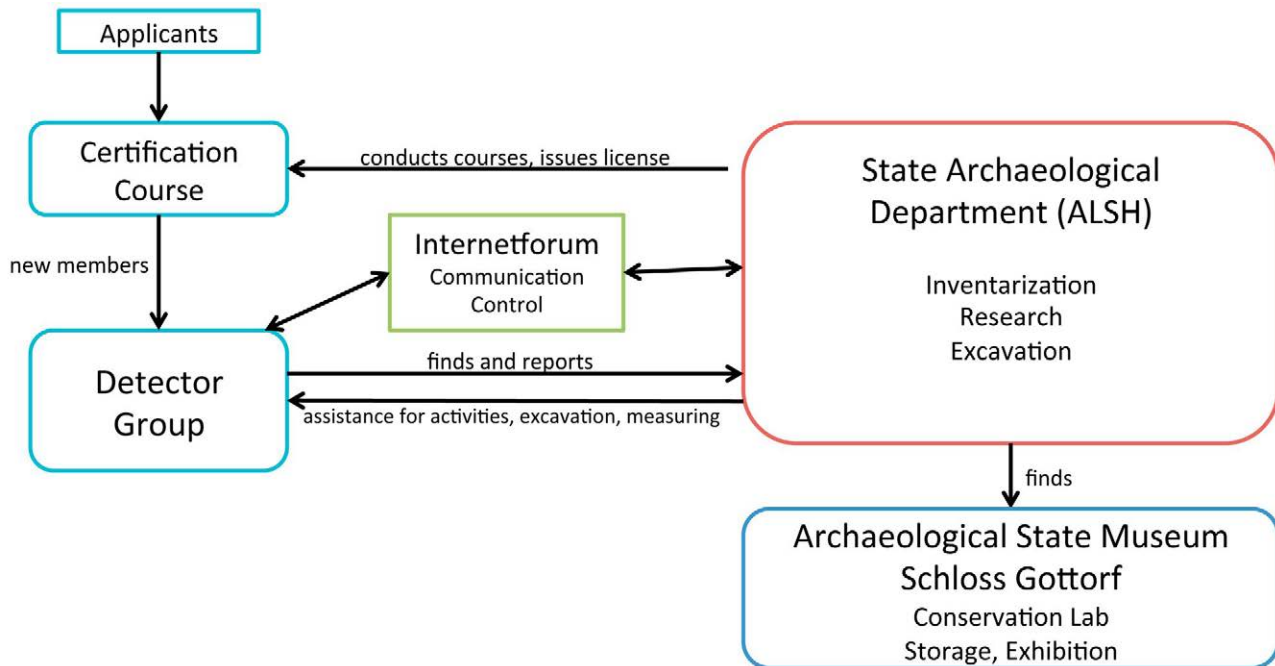 Applicants
Certification
Course
conducts courses, issues license
State Archaeological
Department (ALSH)
Inventarization
Research
Excavation
new members
Internetforum
Communication
Control
Detector
Group
finds and reports
assistance for activities, excavation, measuring
finds
Archaeological State Museum
Schloss Gottorf
Conservation Lab
Storage, Exhibition